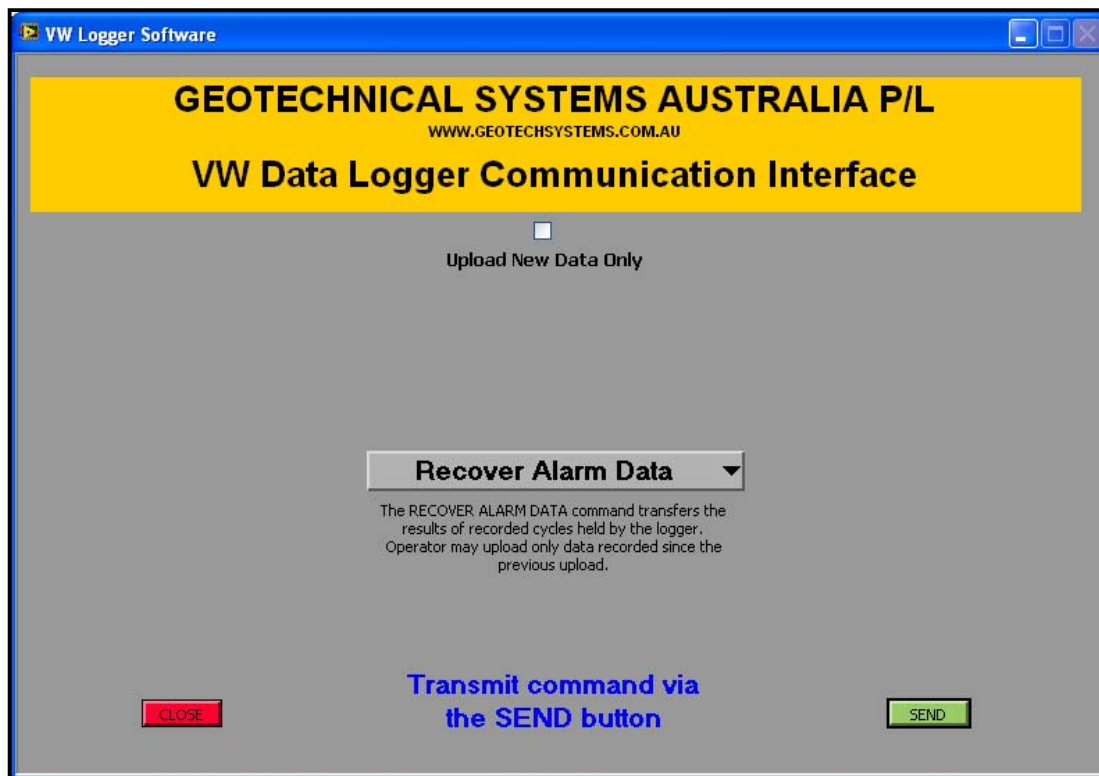 VW Logger Software
GEOTECHNICAL SYSTEMS AUSTRALIA P/L
WWW.GEOTECHSYSTEMS.COM.AU
VW Data Logger Communication Interface
Upload New Data Only
Recover Alarm Data
The RECOVER ALARM DATA command transfers the
results of recorded cycles held by the logger.
Operator may upload only data recorded since the
previous upload.
Transmit command via
the SEND button
CLOSE
SEND